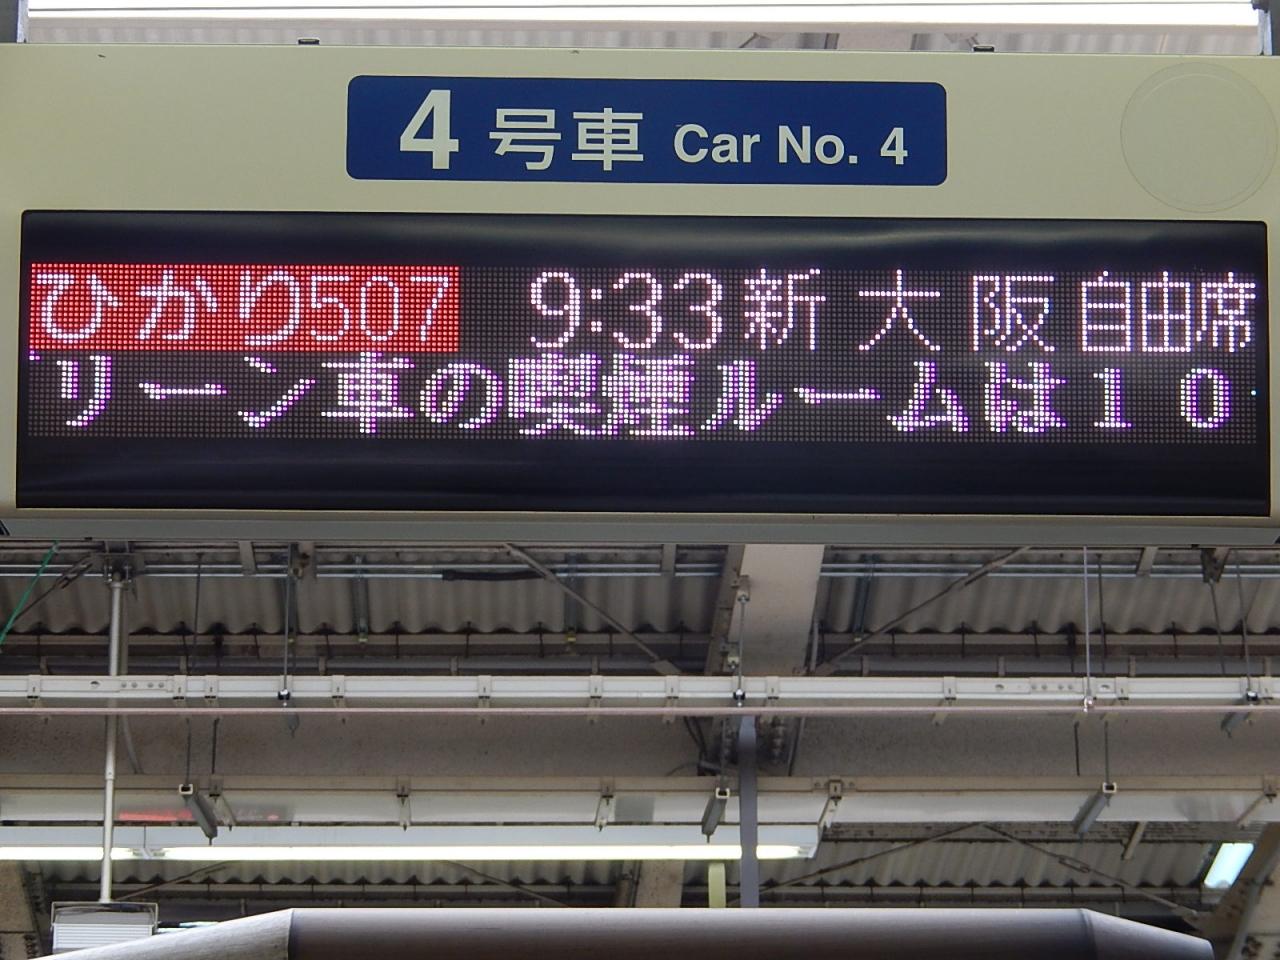 4 号車 Car No. 4
ひかり507 9:33 新大阪 自由席
リーン車の喫煙ルームは10